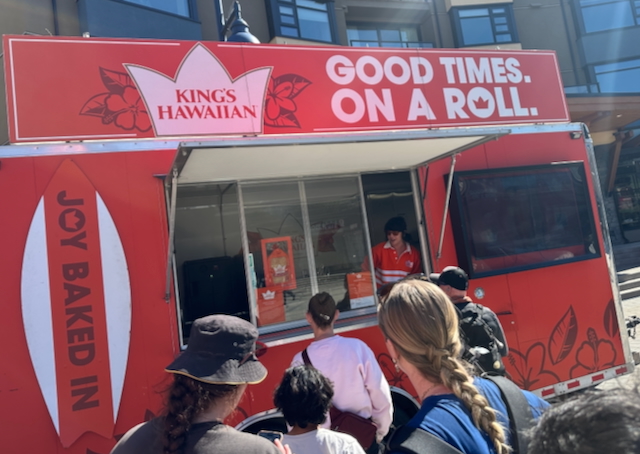 KING'S
HAWAIIAN
GOOD TIMES.
ON A ROLL.
JOY BAKED IN